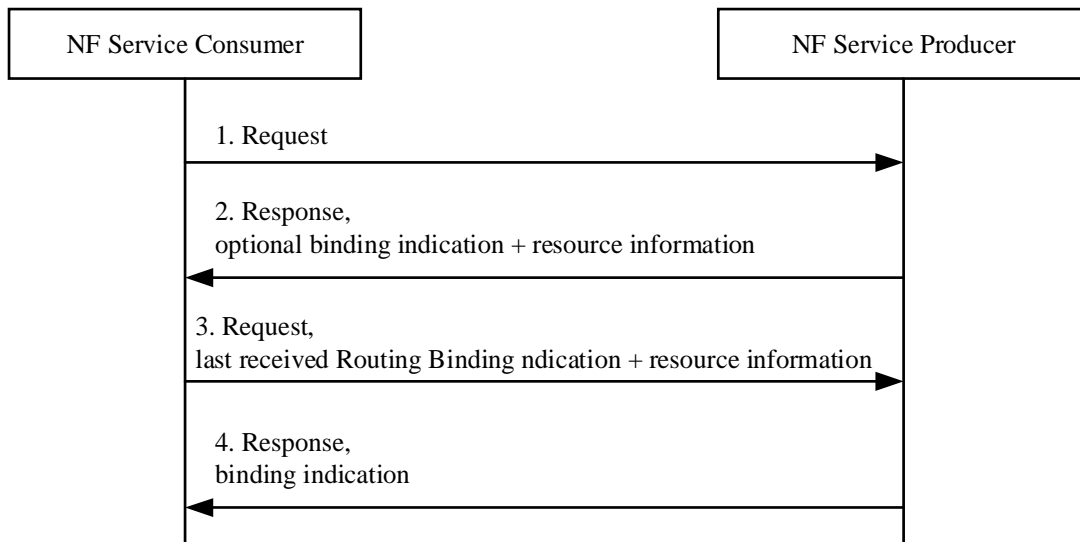 NF Service Consumer
NF Service Producer
1. Request
2. Response,
optional binding indication + resource information
3. Request,
last received Routing Binding ndication + resource information
4. Response,
binding indication